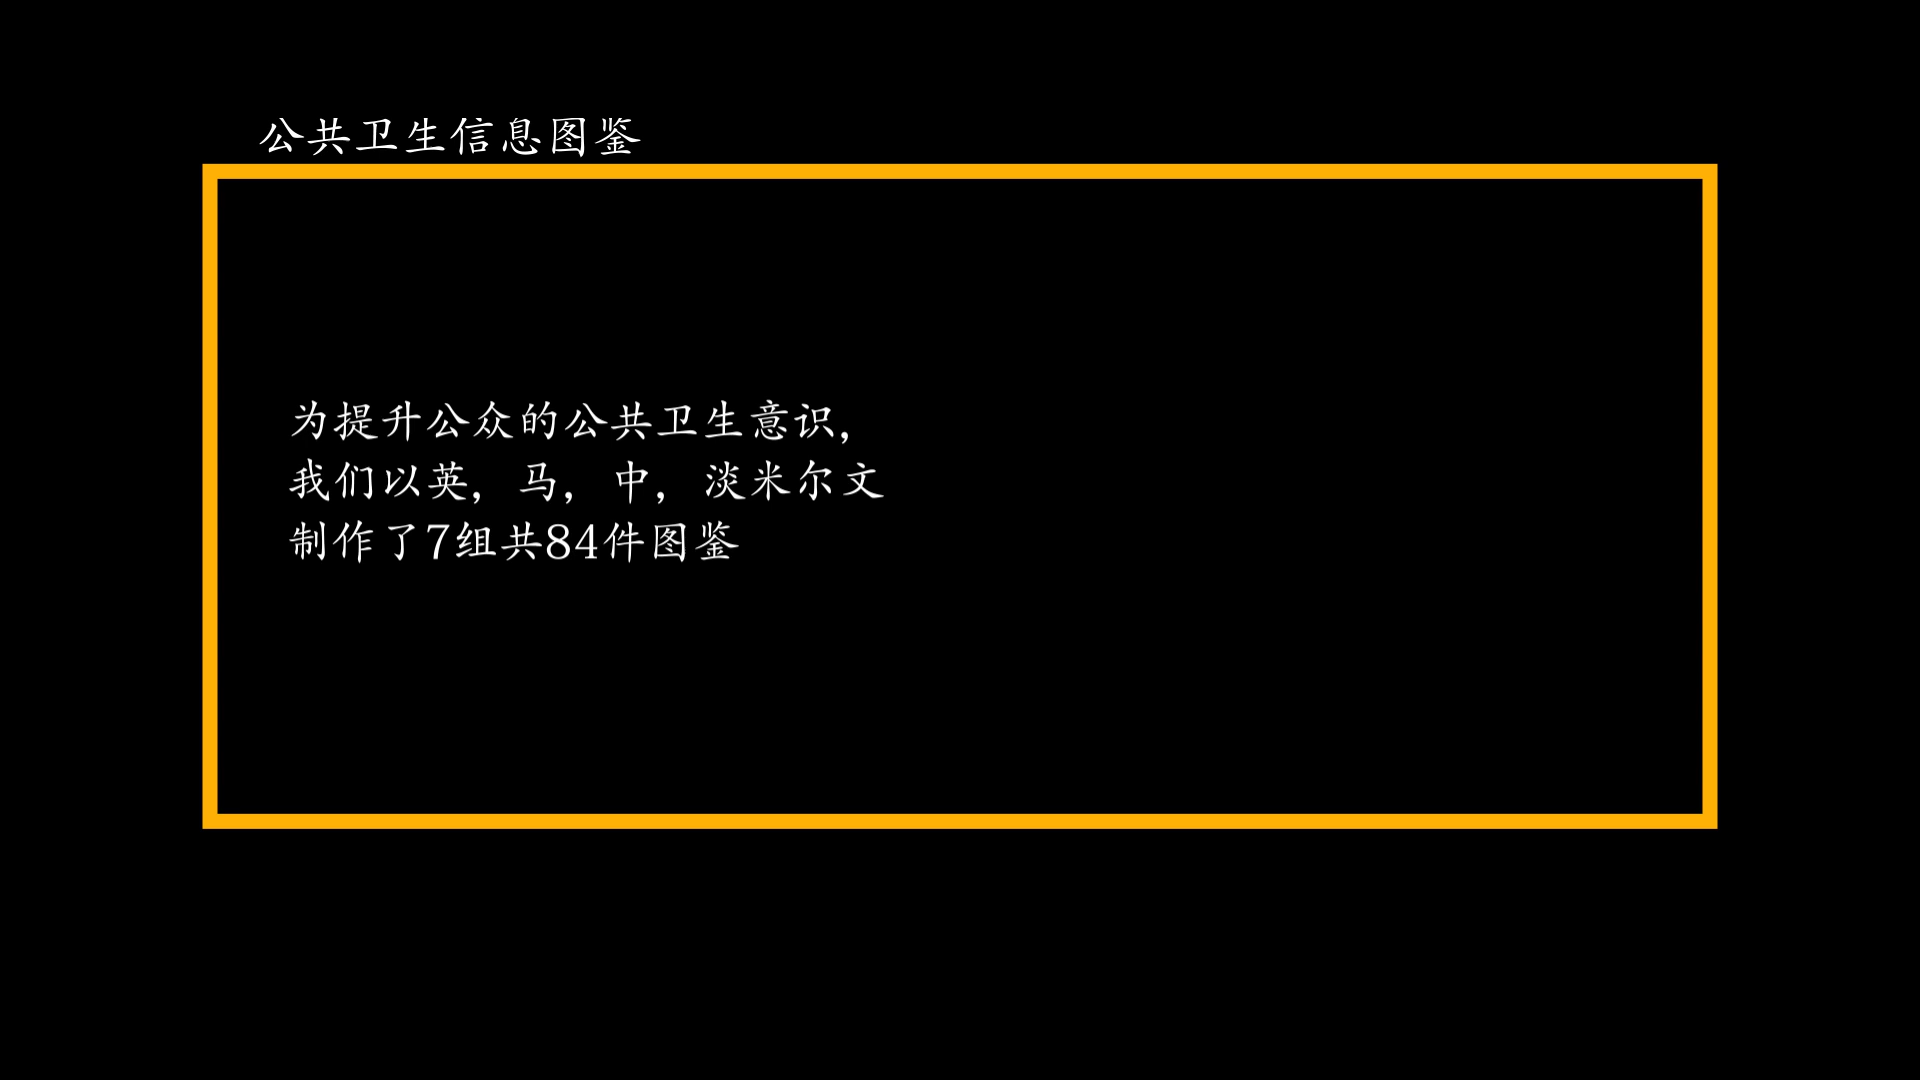 公共卫生信息图鉴
为提升公众的公共卫生意识，
我们以英，马，中，淡米尔文
制作了7组共84件图鉴